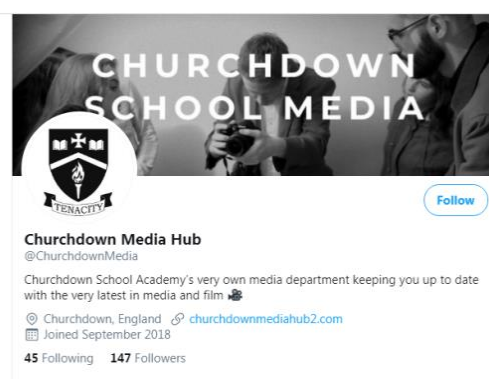 CHURCHDOWN
SCHOOL MEDIA
TENACITY
Follow
Churchdown Media Hub
@ChurchdownMedia
Churchdown School Academy's very own media department keeping you up to date
with the very latest in media and film 🎥
Churchdown, England churchdownmediahub2.com
Joined September 2018
45 Following 147 Followers